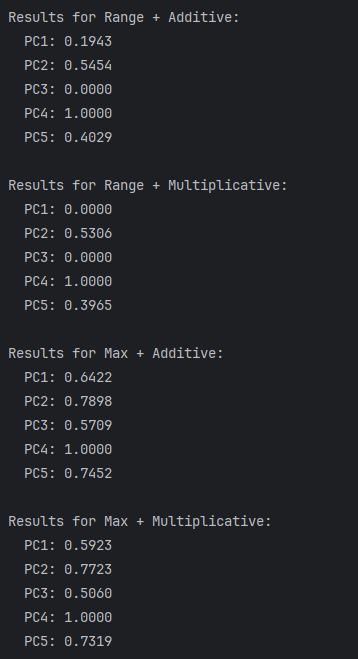 Results for Range + Additive:
PC1: 0.1943
PC2: 0.5454
PC3: 0.0000
PC4: 1.0000
PC5: 0.4029
Results for Range + Multiplicative:
PC1: 0.0000
PC2: 0.5306
PC3: 0.0000
PC4: 1.0000
PC5: 0.3965
Results for Max + Additive:
PC1: 0.6422
PC2: 0.7898
PC3: 0.5709
PC4: 1.0000
PC5: 0.7452
Results for Max + Multiplicative:
PC1: 0.5923
PC2: 0.7723
PC3: 0.5060
PC4: 1.0000
PC5: 0.7319